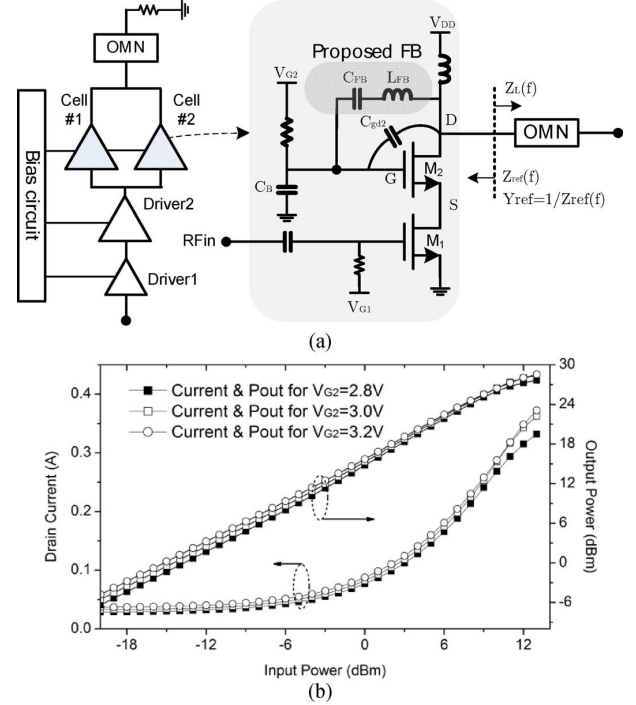 OMN
Cell
#1
Cell
#2
Bias circuit
Driver2
Driver1
Proposed FB
CFB
LFB
VDD
VG2
Cgd2
CB
G
D
M2
S
M1
RFin
VG1
ZL(f)
OMN
Zref(f)
Yref=1/Zref(f)
(a)
Current & Pout for VG2=2.8V
Current & Pout for VG2=3.0V
Current & Pout for VG2=3.2V
Drain Current (A)
0.4
0.3
0.2
0.1
0.0
Output Power (dBm)
30
24
18
12
6
0
-6
-18
-12
-6
0
6
12
Input Power (dBm)
(b)